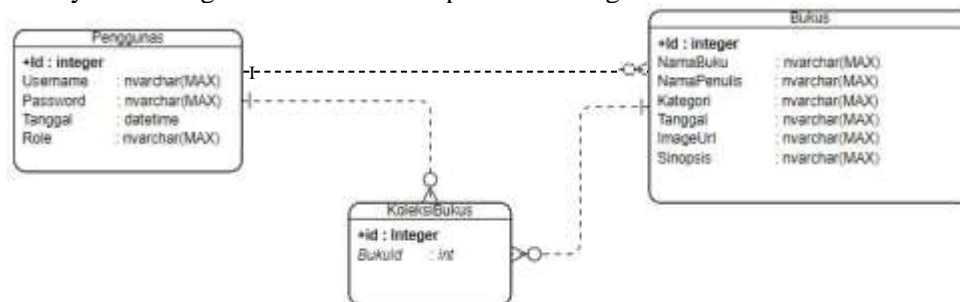 Penggunas
+Id : integer
Username : nvarchar(MAX)
Password : nvarchar(MAX)
Tanggal : datetime
Role : nvarchar(MAX)
Bukus
+Id : integer
NamaBuku : nvarchar(MAX)
NamaPenulis : nvarchar(MAX)
Kategori : nvarchar(MAX)
Tanggal : nvarchar(MAX)
ImageUrl : nvarchar(MAX)
Sinopsis : nvarchar(MAX)
KoleksiBukus
+id : Integer
BukuId : int